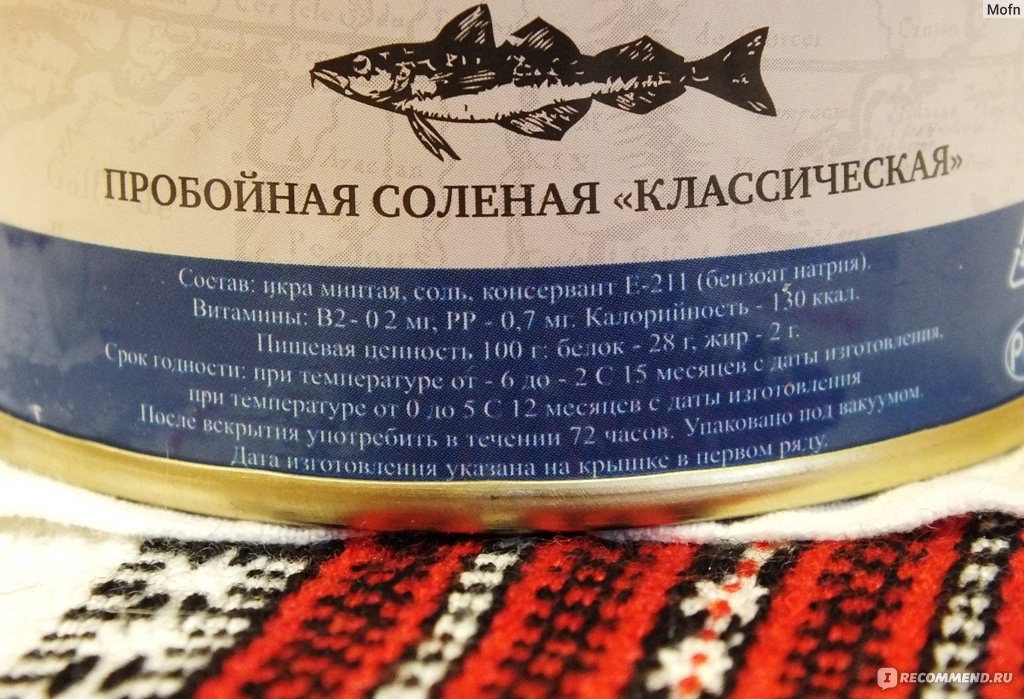 Mofn
ПРОБОЙНАЯ СОЛЕНАЯ «КЛАССИЧЕСКАЯ»
Состав: икра минтая, соль, консервант Е-211 (бензоат натрия).
Витамины: В2- 0 2 мг, РР - 0,7 мг. Калорийность - 130 ккал.
Пищевая ценность 100 г: белок - 28 г, жир - 2 г.
Срок годности: при температуре от - 6 до - 2 С 15 месяцев с даты изготовления,
при температуре от 0 до 5 С 12 месяцев с даты изготовления
После вскрытия употребить в течении 72 часов. Упаковано под вакуумом.
Дата изготовления указана на крышке в первом ряду.
IRECOMMEND.RU